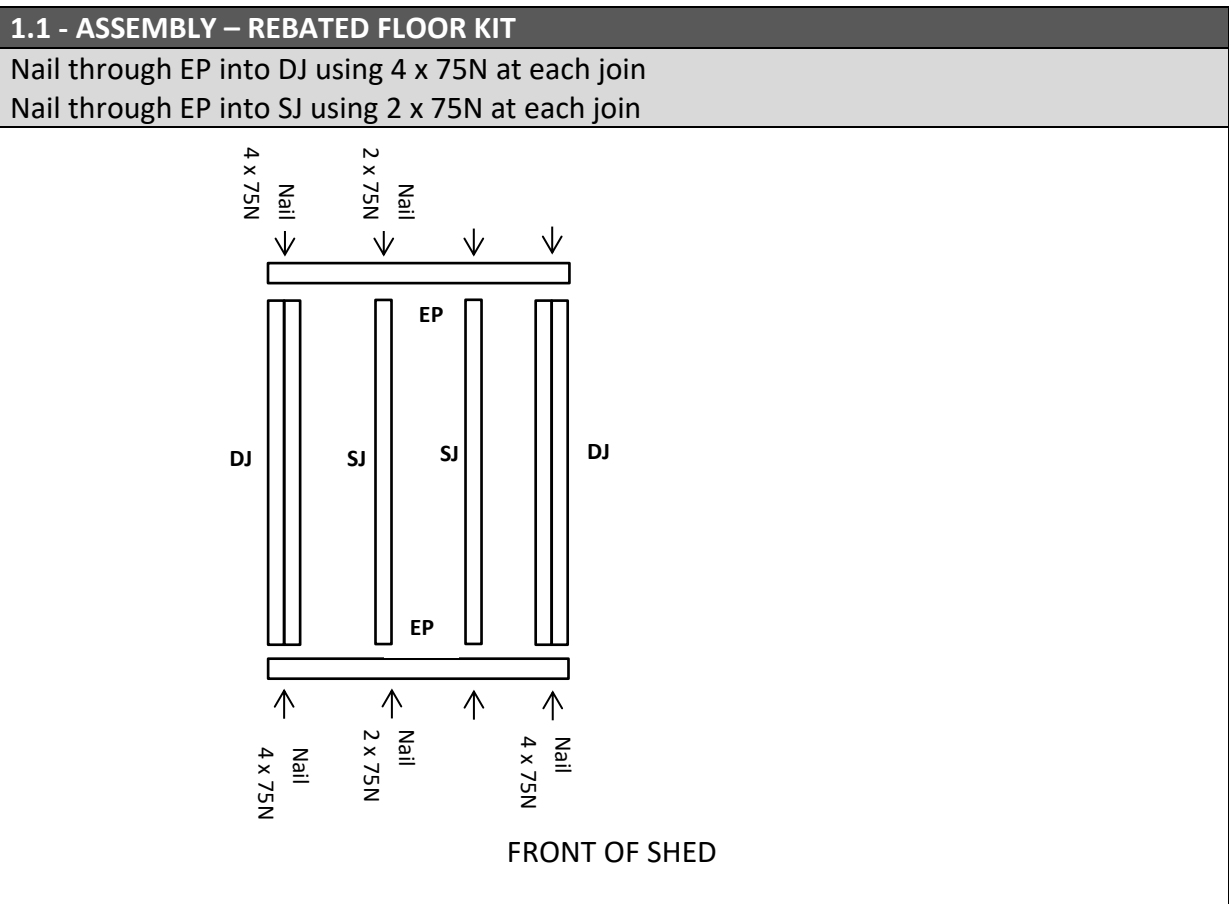 1.1 - ASSEMBLY – REBATED FLOOR KIT
Nail through EP into DJ using 4 x 75N at each join
Nail through EP into SJ using 2 x 75N at each join
Nail
4 x 75N
Nail
2 x 75N
EP
DJ
SJ
SJ
DJ
EP
Nail
4 x 75N
Nail
2 x 75N
Nail
4 x 75N
FRONT OF SHED